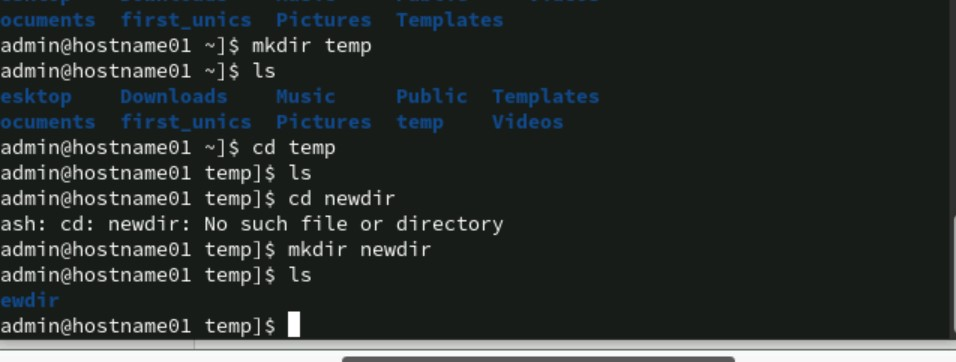 ocuments first_unics Pictures Templates
admin@hostname01 ~]$ mkdir temp
admin@hostname01 ~]$ ls
esktop Downloads Music Public Templates
ocuments first_unics Pictures temp Videos
admin@hostname01 ~]$ cd temp
admin@hostname01 temp]$ ls
admin@hostname01 temp]$ cd newdir
ash: cd: newdir: No such file or directory
admin@hostname01 temp]$ mkdir newdir
admin@hostname01 temp]$ ls
ewdir
admin@hostname01 temp]$